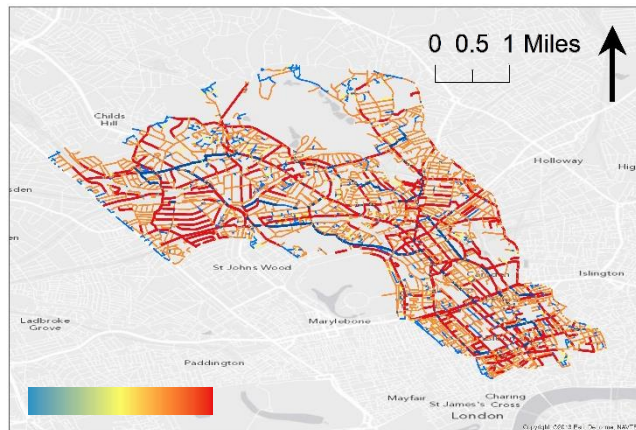 0 0.5 1 Miles
Childs
Hill
Holloway
Hig
sden
en
St Johns Wood
Islington
Ladbroke
Grove
Marylebone
Paddington
Mayfair
Charing
St James's Cross
London